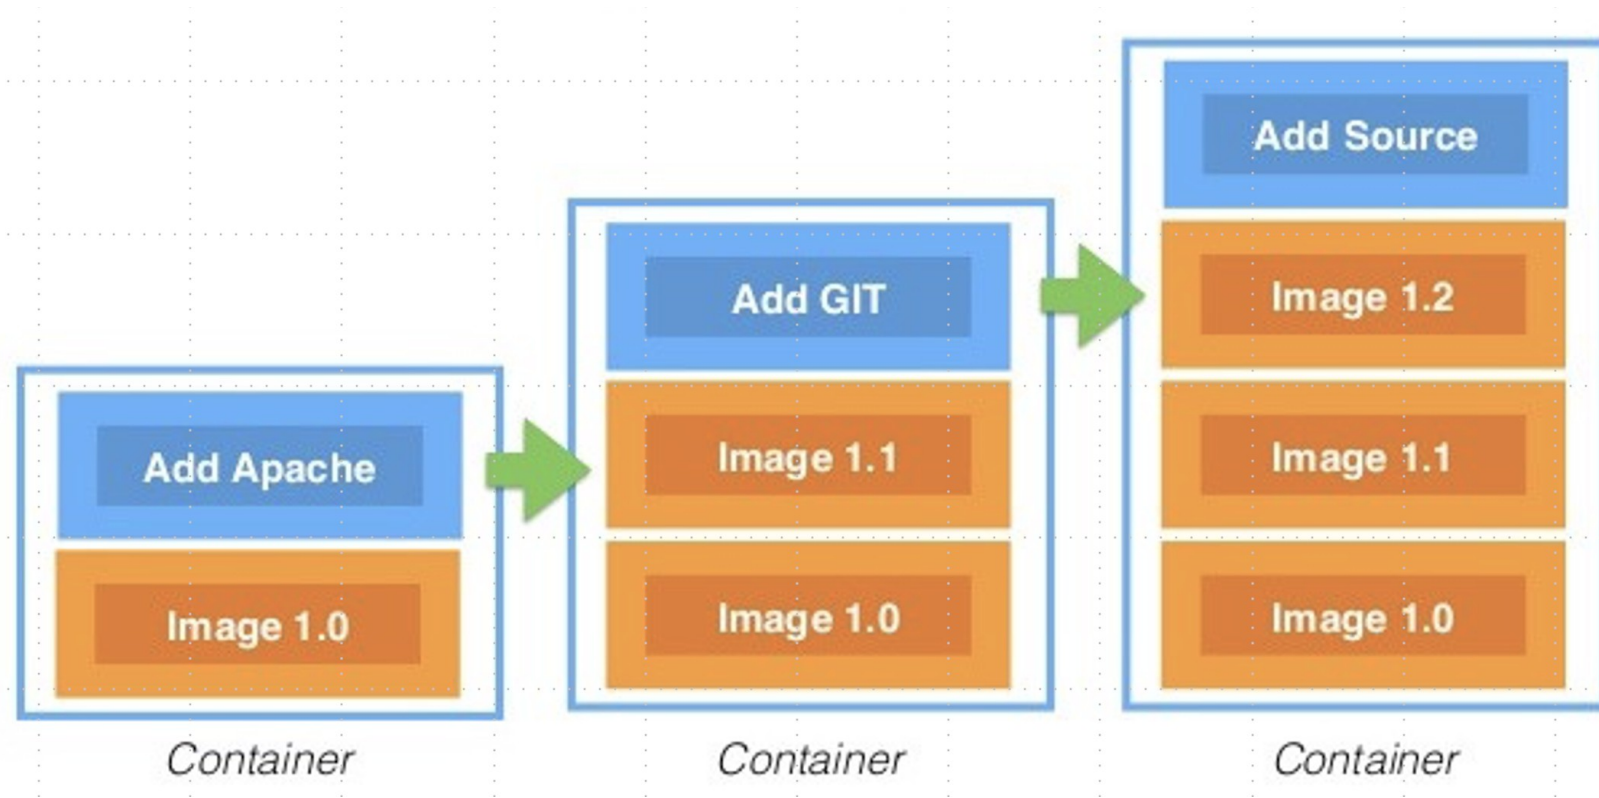 Add Apache
Image 1.0
Container
Add GIT
Image 1.1
Image 1.0
Container
Add Source
Image 1.2
Image 1.1
Image 1.0
Container